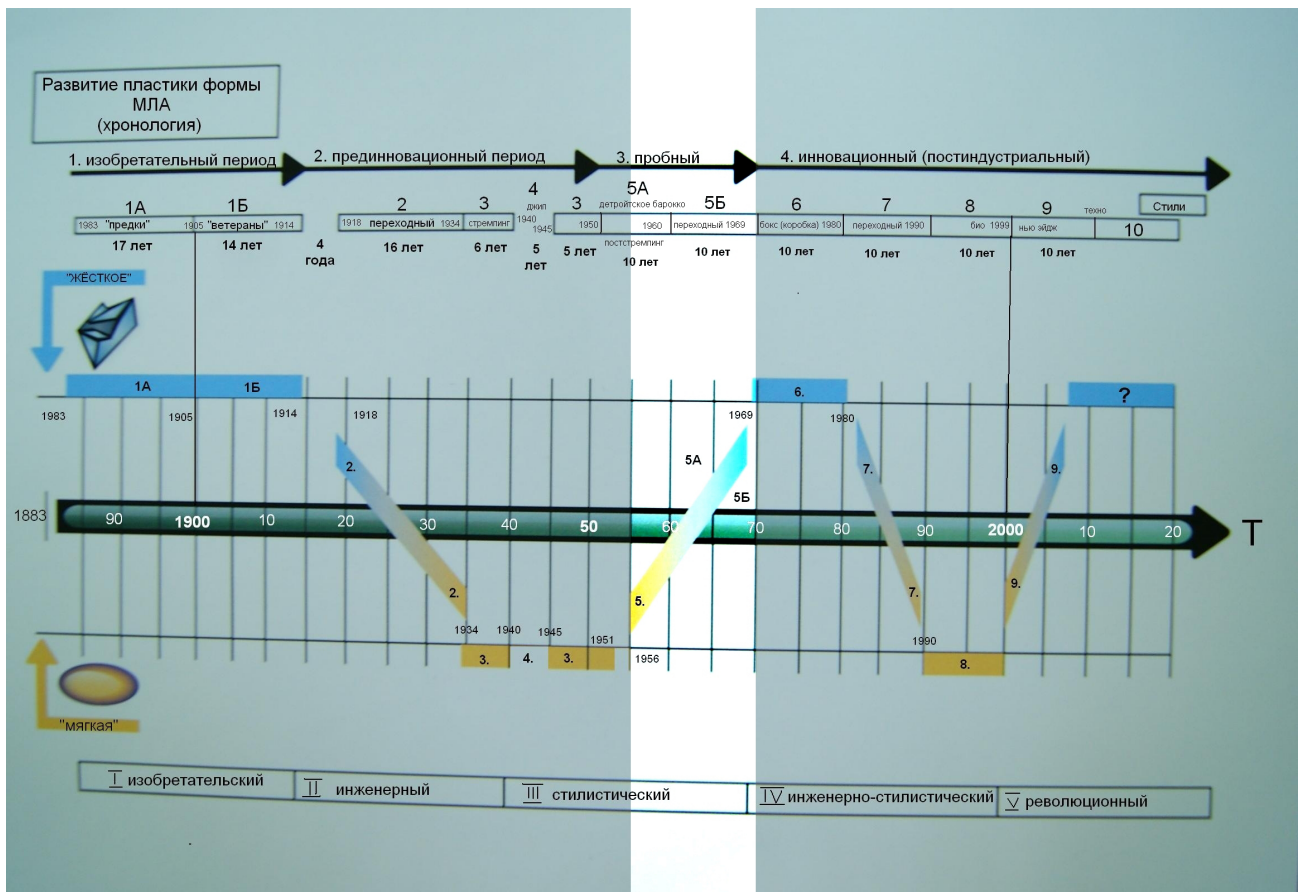 Развитие пластики формы
МЛА
(хронология)
1. изобретательный период
2. прединновационный период
3. пробный
4. инновационный (постиндустриальный)
1А
1Б
2
3
4
3
5А
5Б
6
7
8
9
10
джип
детройтское барокко
техно
Стили
1983 "предки"
1905 "ветераны" 1914
1918 переходный 1934
стремпинг
1940
1945
1950
1960
переходный 1969
бокс (коробка) 1980
переходный 1990
био 1999
нью эйдж
постстремпинг
17 лет
14 лет
4
года
16 лет
6 лет
5
лет
5 лет
10 лет
10 лет
10 лет
10 лет
10 лет
10 лет
"ЖЁСТКОЕ"
1А
1Б
6.
?
1983
1905
1914
1918
1969
1980
2.
5А
5Б
7.
9.
1883
90
1900
10
20
30
40
50
60
70
80
90
2000
10
20
Т
2.
5.
7.
9.
1934
1940
1945
1951
1956
1990
3.
4.
3.
8.
"мягкая"
I изобретательский
II инженерный
III стилистический
IV инженерно-стилистический
V революционный